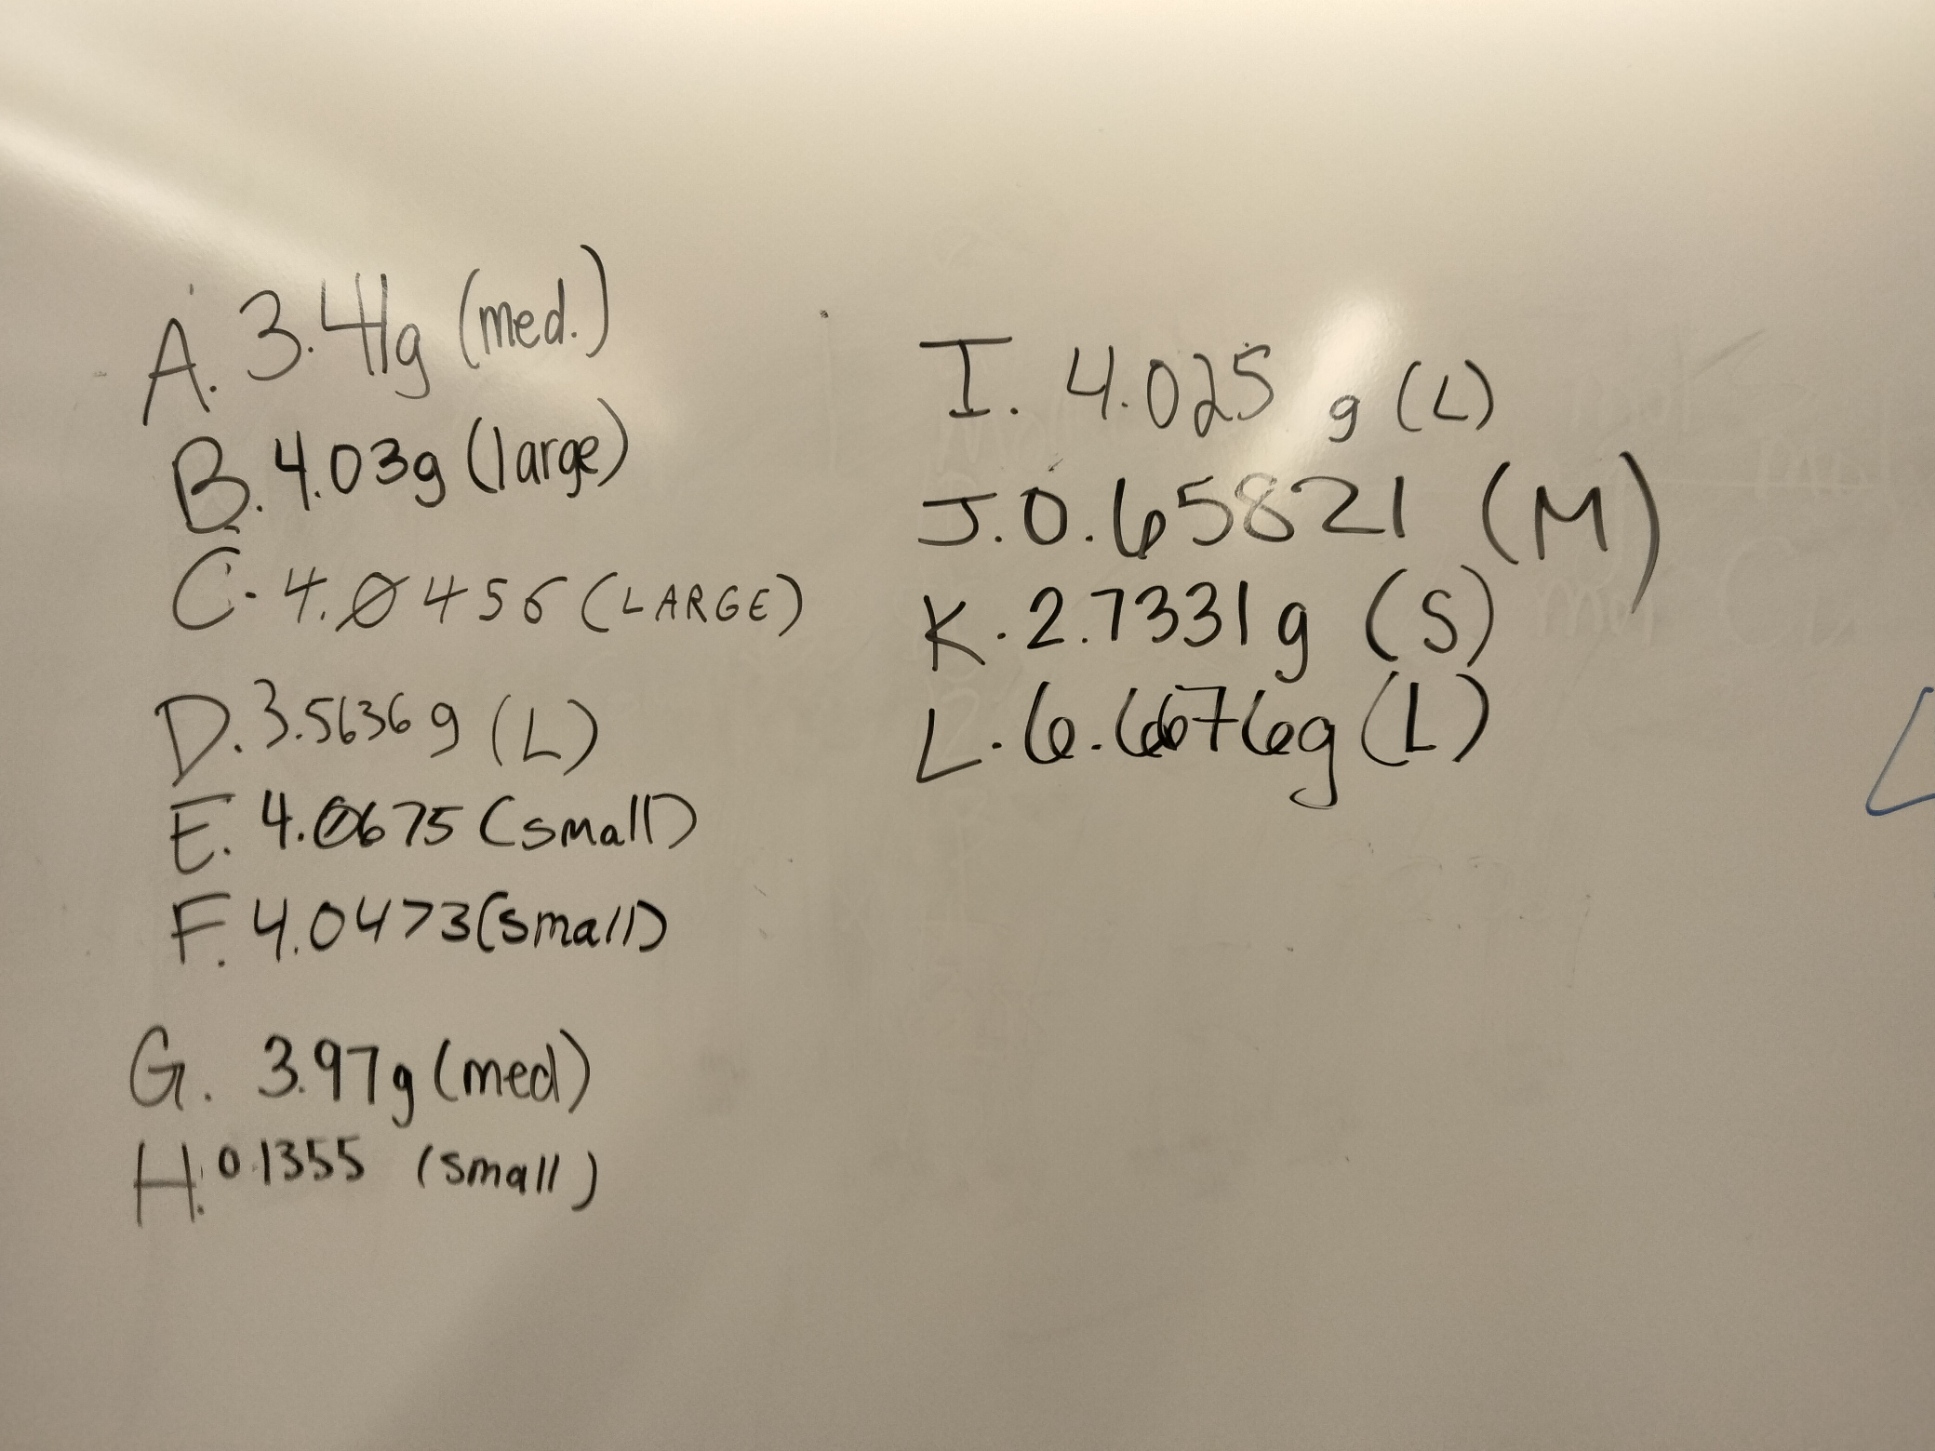 A. 3.41g (med.)
B. 4.03g (large)
C. 4.0456 (LARGE)
D. 3.5636g (L)
E. 4.0675 (small)
F. 4.0473 (small)
G. 3.97g (med)
H. 0.1355 (small)
I. 4.025 g (L)
J. 0.65821 (M)
K. 2.7331g (S)
L. 6.6676g (L)